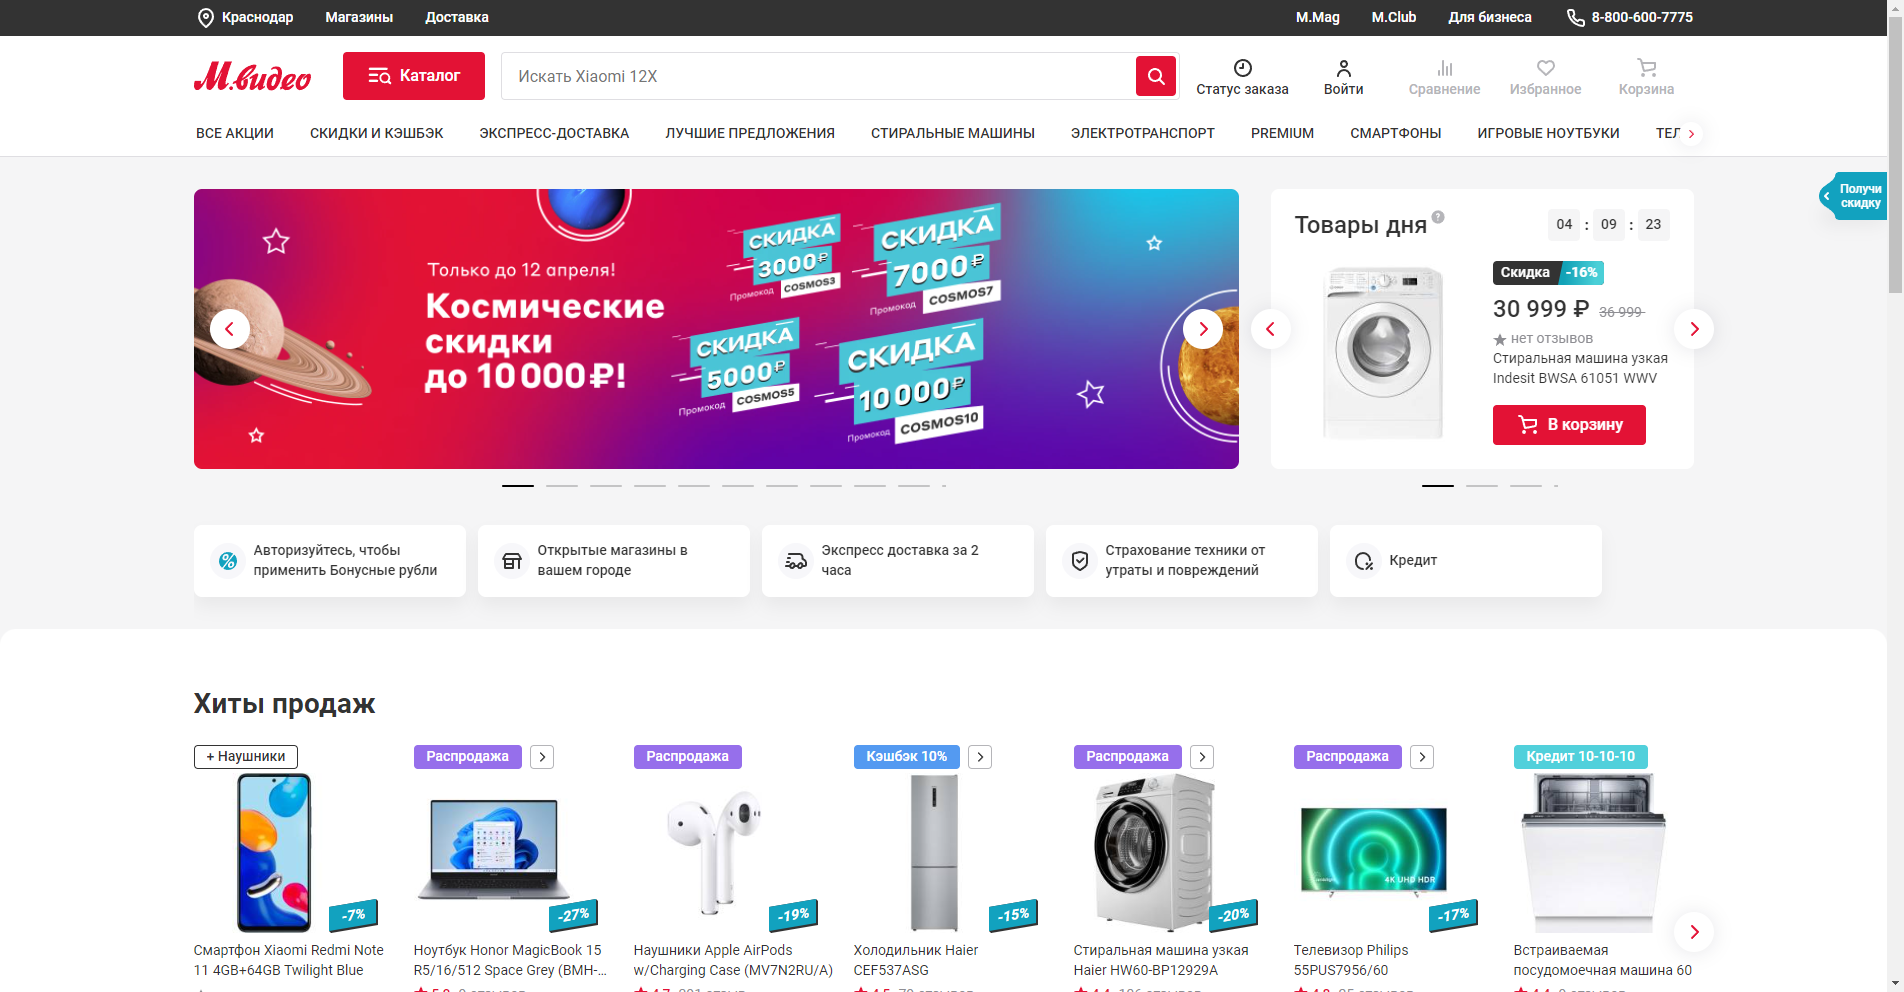 Краснодар Магазины Доставка M.Mag M.Club Для бизнеса 8-800-600-7775
М.видео Каталог Искать Xiaomi 12X Статус заказа Войти Сравнение Избранное Корзина
ВСЕ АКЦИИ СКИДКИ И КЭШБЭК ЭКСПРЕСС-ДОСТАВКА ЛУЧШИЕ ПРЕДЛОЖЕНИЯ СТИРАЛЬНЫЕ МАШИНЫ ЭЛЕКТРОТРАНСПОРТ PREMIUM СМАРТФОНЫ ИГРОВЫЕ НОУТБУКИ ТЕЛ
Получи
скидку
Только до 12 апреля!
Космические
скидки
до 10 000 ₽!
СКИДКА
3000₽
Промокод COSMOS3
СКИДКА
7000₽
Промокод COSMOS7
СКИДКА
5000₽
Промокод COSMOS5
СКИДКА
10000₽
Промокод COSMOS10
Товары дня ? 04 : 09 : 23
Скидка -16%
30 999 ₽ 36 999
нет отзывов
Стиральная машина узкая
Indesit BWSA 61051 WWV
В корзину
Авторизуйтесь, чтобы
применить Бонусные рубли
Открытые магазины в
вашем городе
Экспресс доставка за 2
часа
Страхование техники от
утраты и повреждений
Кредит
Хиты продаж
+ Наушники
-7%
Смартфон Xiaomi Redmi Note
11 4GB+64GB Twilight Blue
Распродажа
-27%
Ноутбук Honor MagicBook 15
R5/16/512 Space Grey (BMH-...
Распродажа
-19%
Наушники Apple AirPods
w/Charging Case (MV7N2RU/A)
Кэшбэк 10%
-15%
Холодильник Haier
CEF537ASG
Распродажа
-20%
Стиральная машина узкая
Haier HW60-BP12929A
Распродажа
4K UHD HDR
-17%
Телевизор Philips
55PUS7956/60
Кредит 10-10-10
Встраиваемая
посудомоечная машина 60